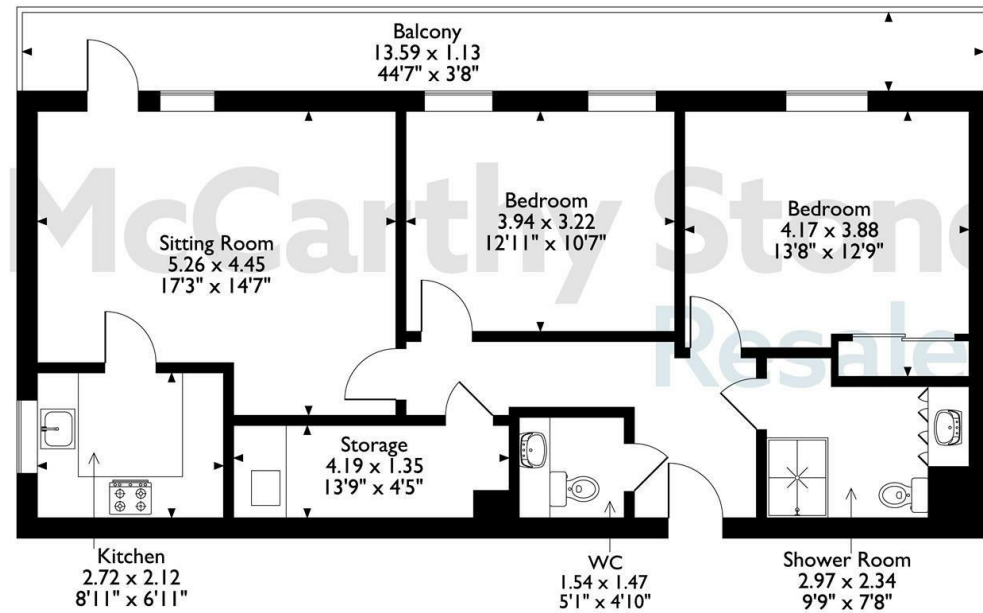 Balcony
13.59 x 1.13
44'7" x 3'8"
McCarthy Stone
Resale
Sitting Room
5.26 x 4.45
17'3" x 14'7"
Bedroom
3.94 x 3.22
12'11" x 10'7"
Bedroom
4.17 x 3.88
13'8" x 12'9"
Storage
4.19 x 1.35
13'9" x 4'5"
Kitchen
2.72 x 2.12
8'11" x 6'11"
WC
1.54 x 1.47
5'1" x 4'10"
Shower Room
2.97 x 2.34
9'9" x 7'8"